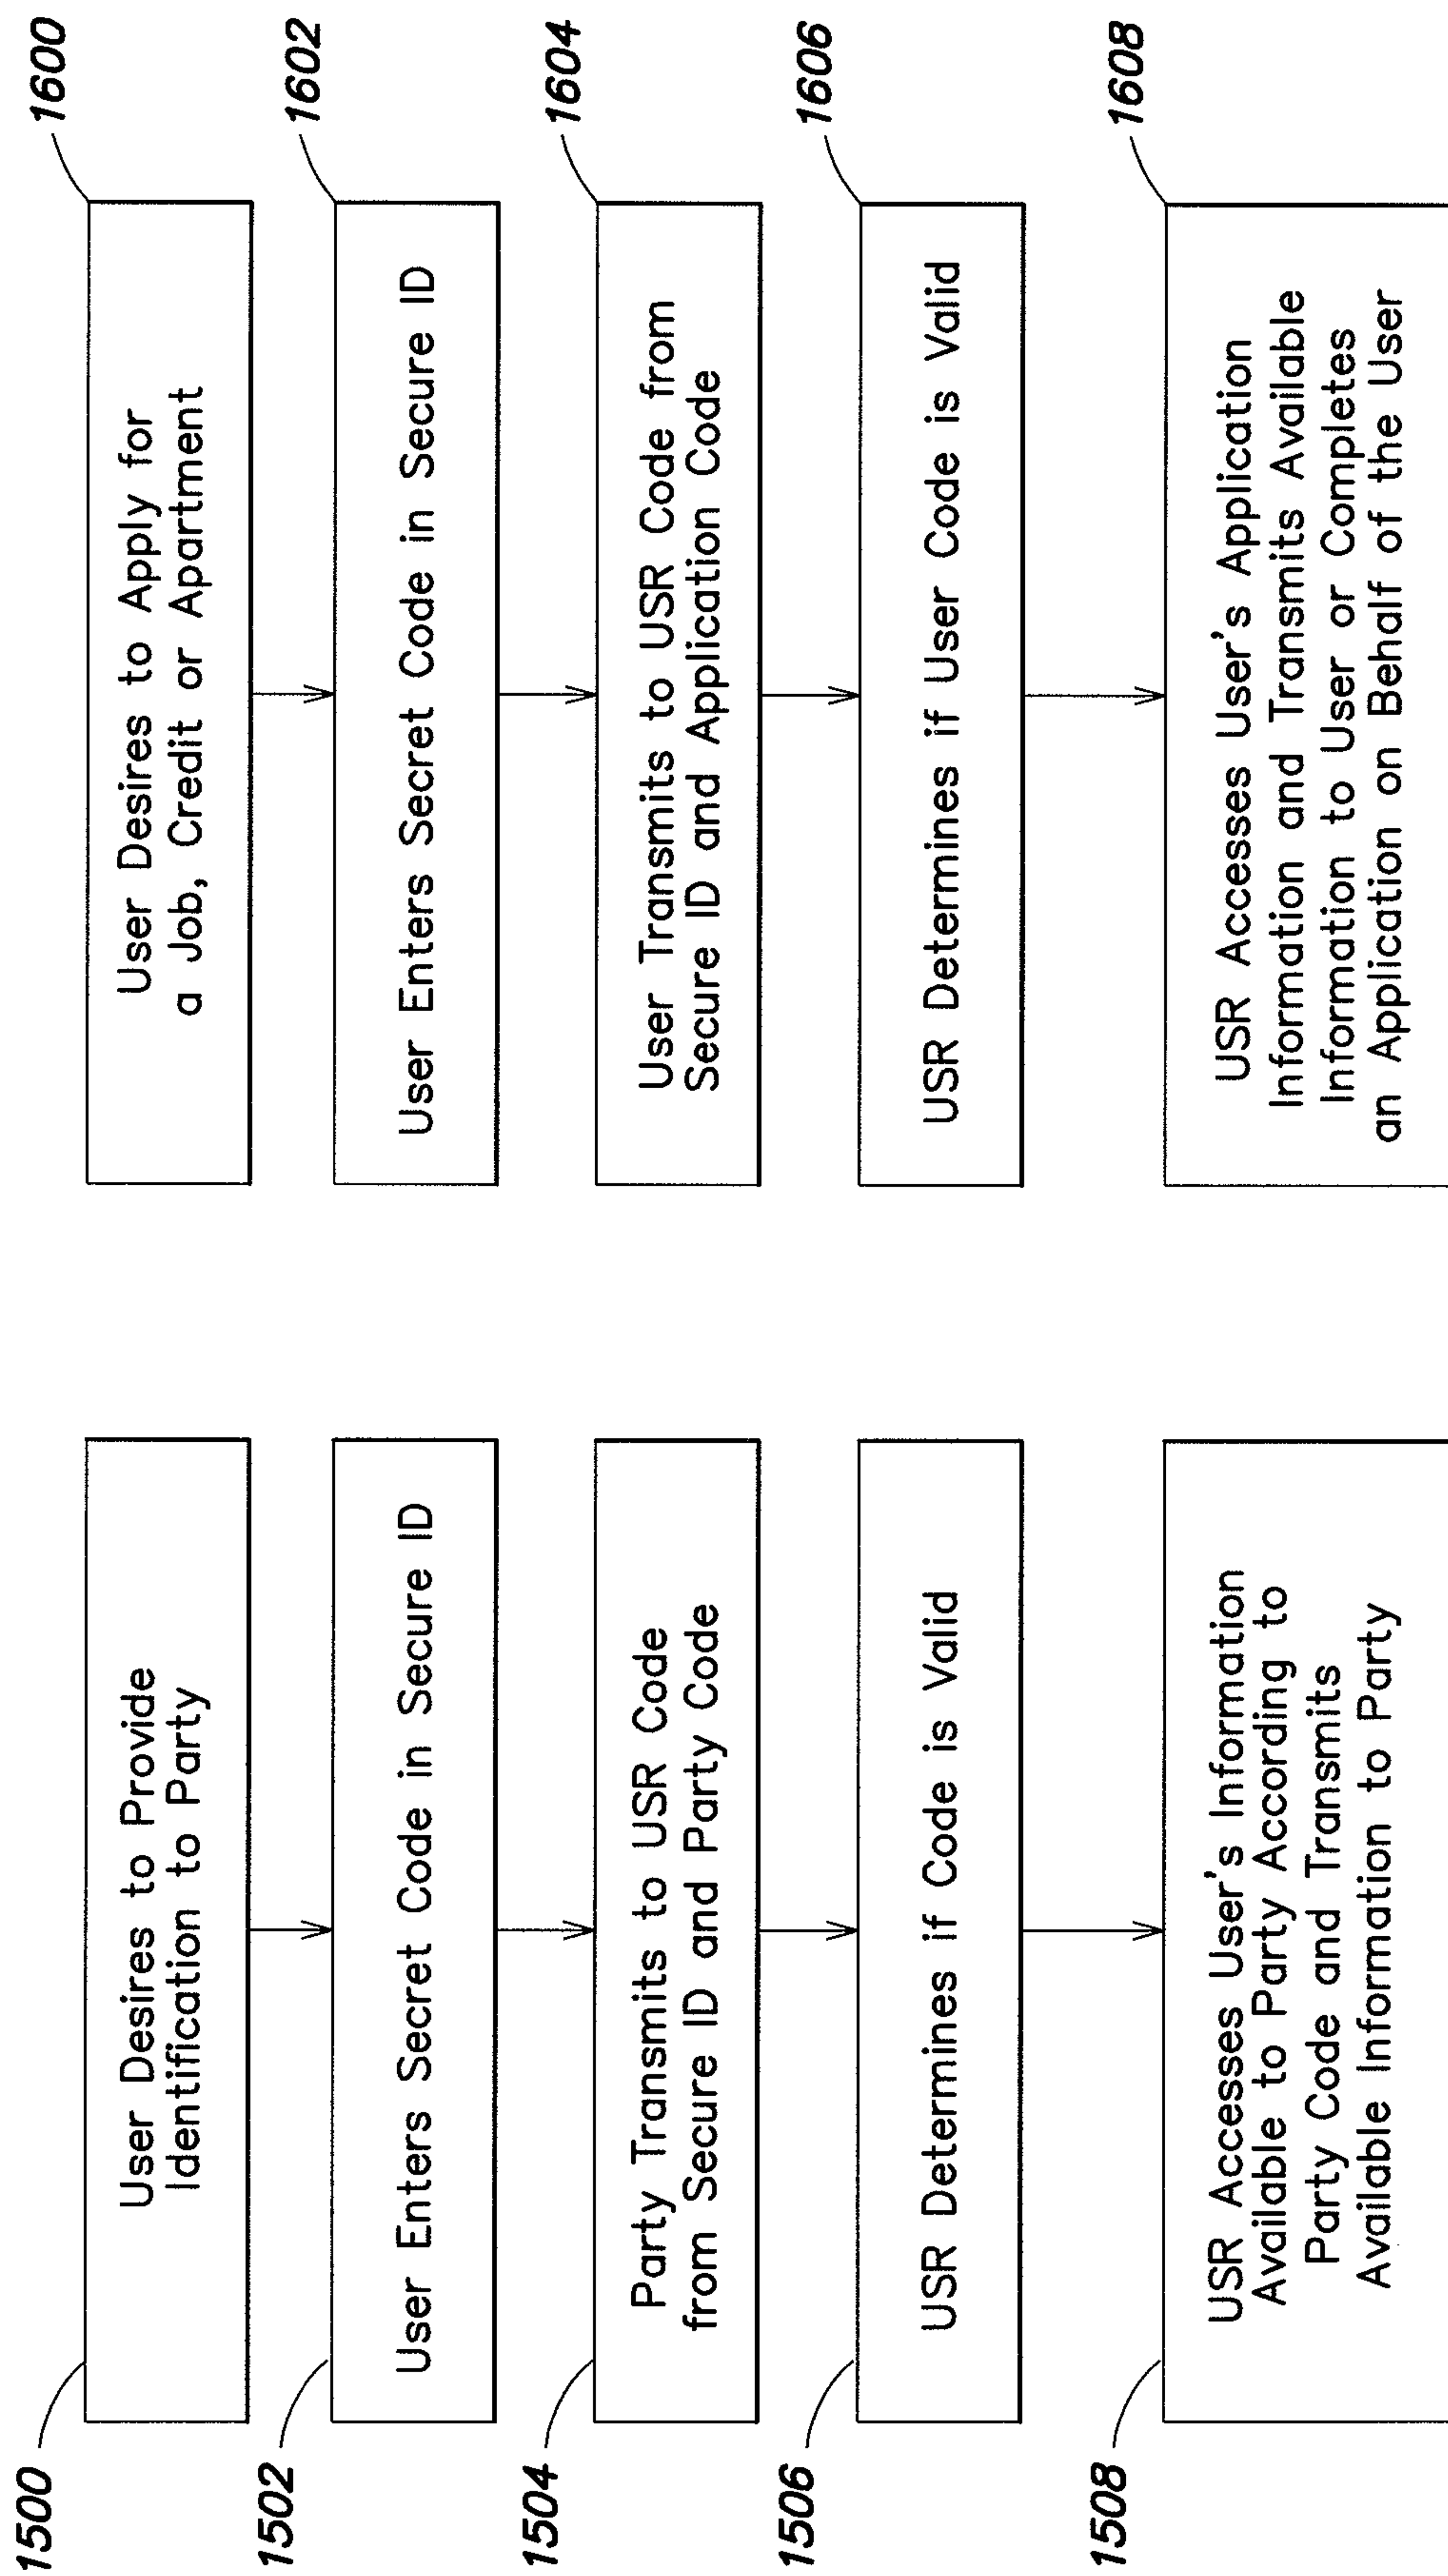 1500
User Desires to Provide
Identification to Party
1502
User Enters Secret Code in Secure ID
1504
Party Transmits to USR Code
from Secure ID and Party Code
1506
USR Determines if Code is Valid
1508
USR Accesses User's Information
Available to Party According to
Party Code and Transmits
Available Information to Party
1600
User Desires to Apply for
a Job, Credit or Apartment
1602
User Enters Secret Code in Secure ID
1604
User Transmits to USR Code from
Secure ID and Application Code
1606
USR Determines if User Code is Valid
1608
USR Accesses User's Application
Information and Transmits Available
Information to User or Completes
an Application on Behalf of the User